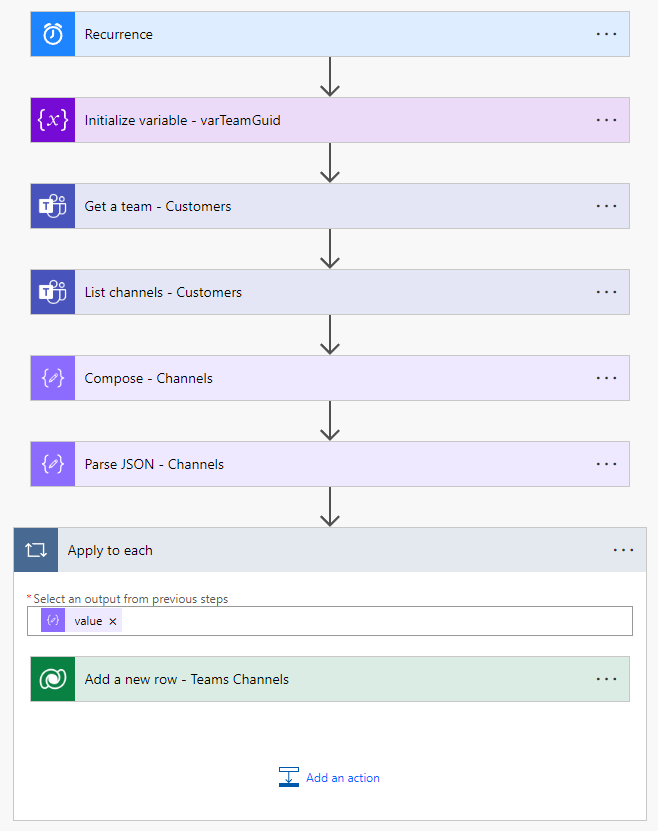 Recurrence
Initialize variable - varTeamGuid
Get a team - Customers
List channels - Customers
Compose - Channels
Parse JSON - Channels
Apply to each
*Select an output from previous steps
value ×
Add a new row - Teams Channels
Add an action